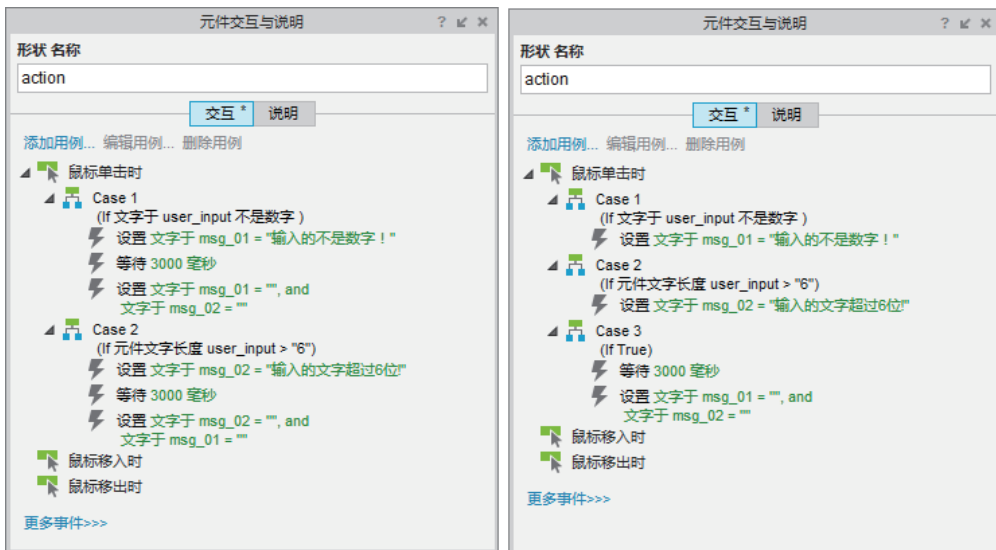 元件交互与说明
形状 名称
action
交互 * 说明
添加用例... 编辑用例... 删除用例
鼠标单击时
Case 1
(If 文字于 user_input 不是数字 )
设置 文字于 msg_01 = "输入的不是数字！"
等待 3000 毫秒
设置 文字于 msg_01 = "", and
文字于 msg_02 = ""
Case 2
(If 元件文字长度 user_input > "6")
设置 文字于 msg_02 = "输入的文字超过6位!"
等待 3000 毫秒
设置 文字于 msg_02 = "", and
文字于 msg_01 = ""
鼠标移入时
鼠标移出时
更多事件>>>
元件交互与说明
形状 名称
action
交互 * 说明
添加用例... 编辑用例... 删除用例
鼠标单击时
Case 1
(If 文字于 user_input 不是数字 )
设置 文字于 msg_01 = "输入的不是数字！"
Case 2
(If 元件文字长度 user_input > "6")
设置 文字于 msg_02 = "输入的文字超过6位!"
Case 3
(If True)
等待 3000 毫秒
设置 文字于 msg_01 = "", and
文字于 msg_02 = ""
鼠标移入时
鼠标移出时
更多事件>>>